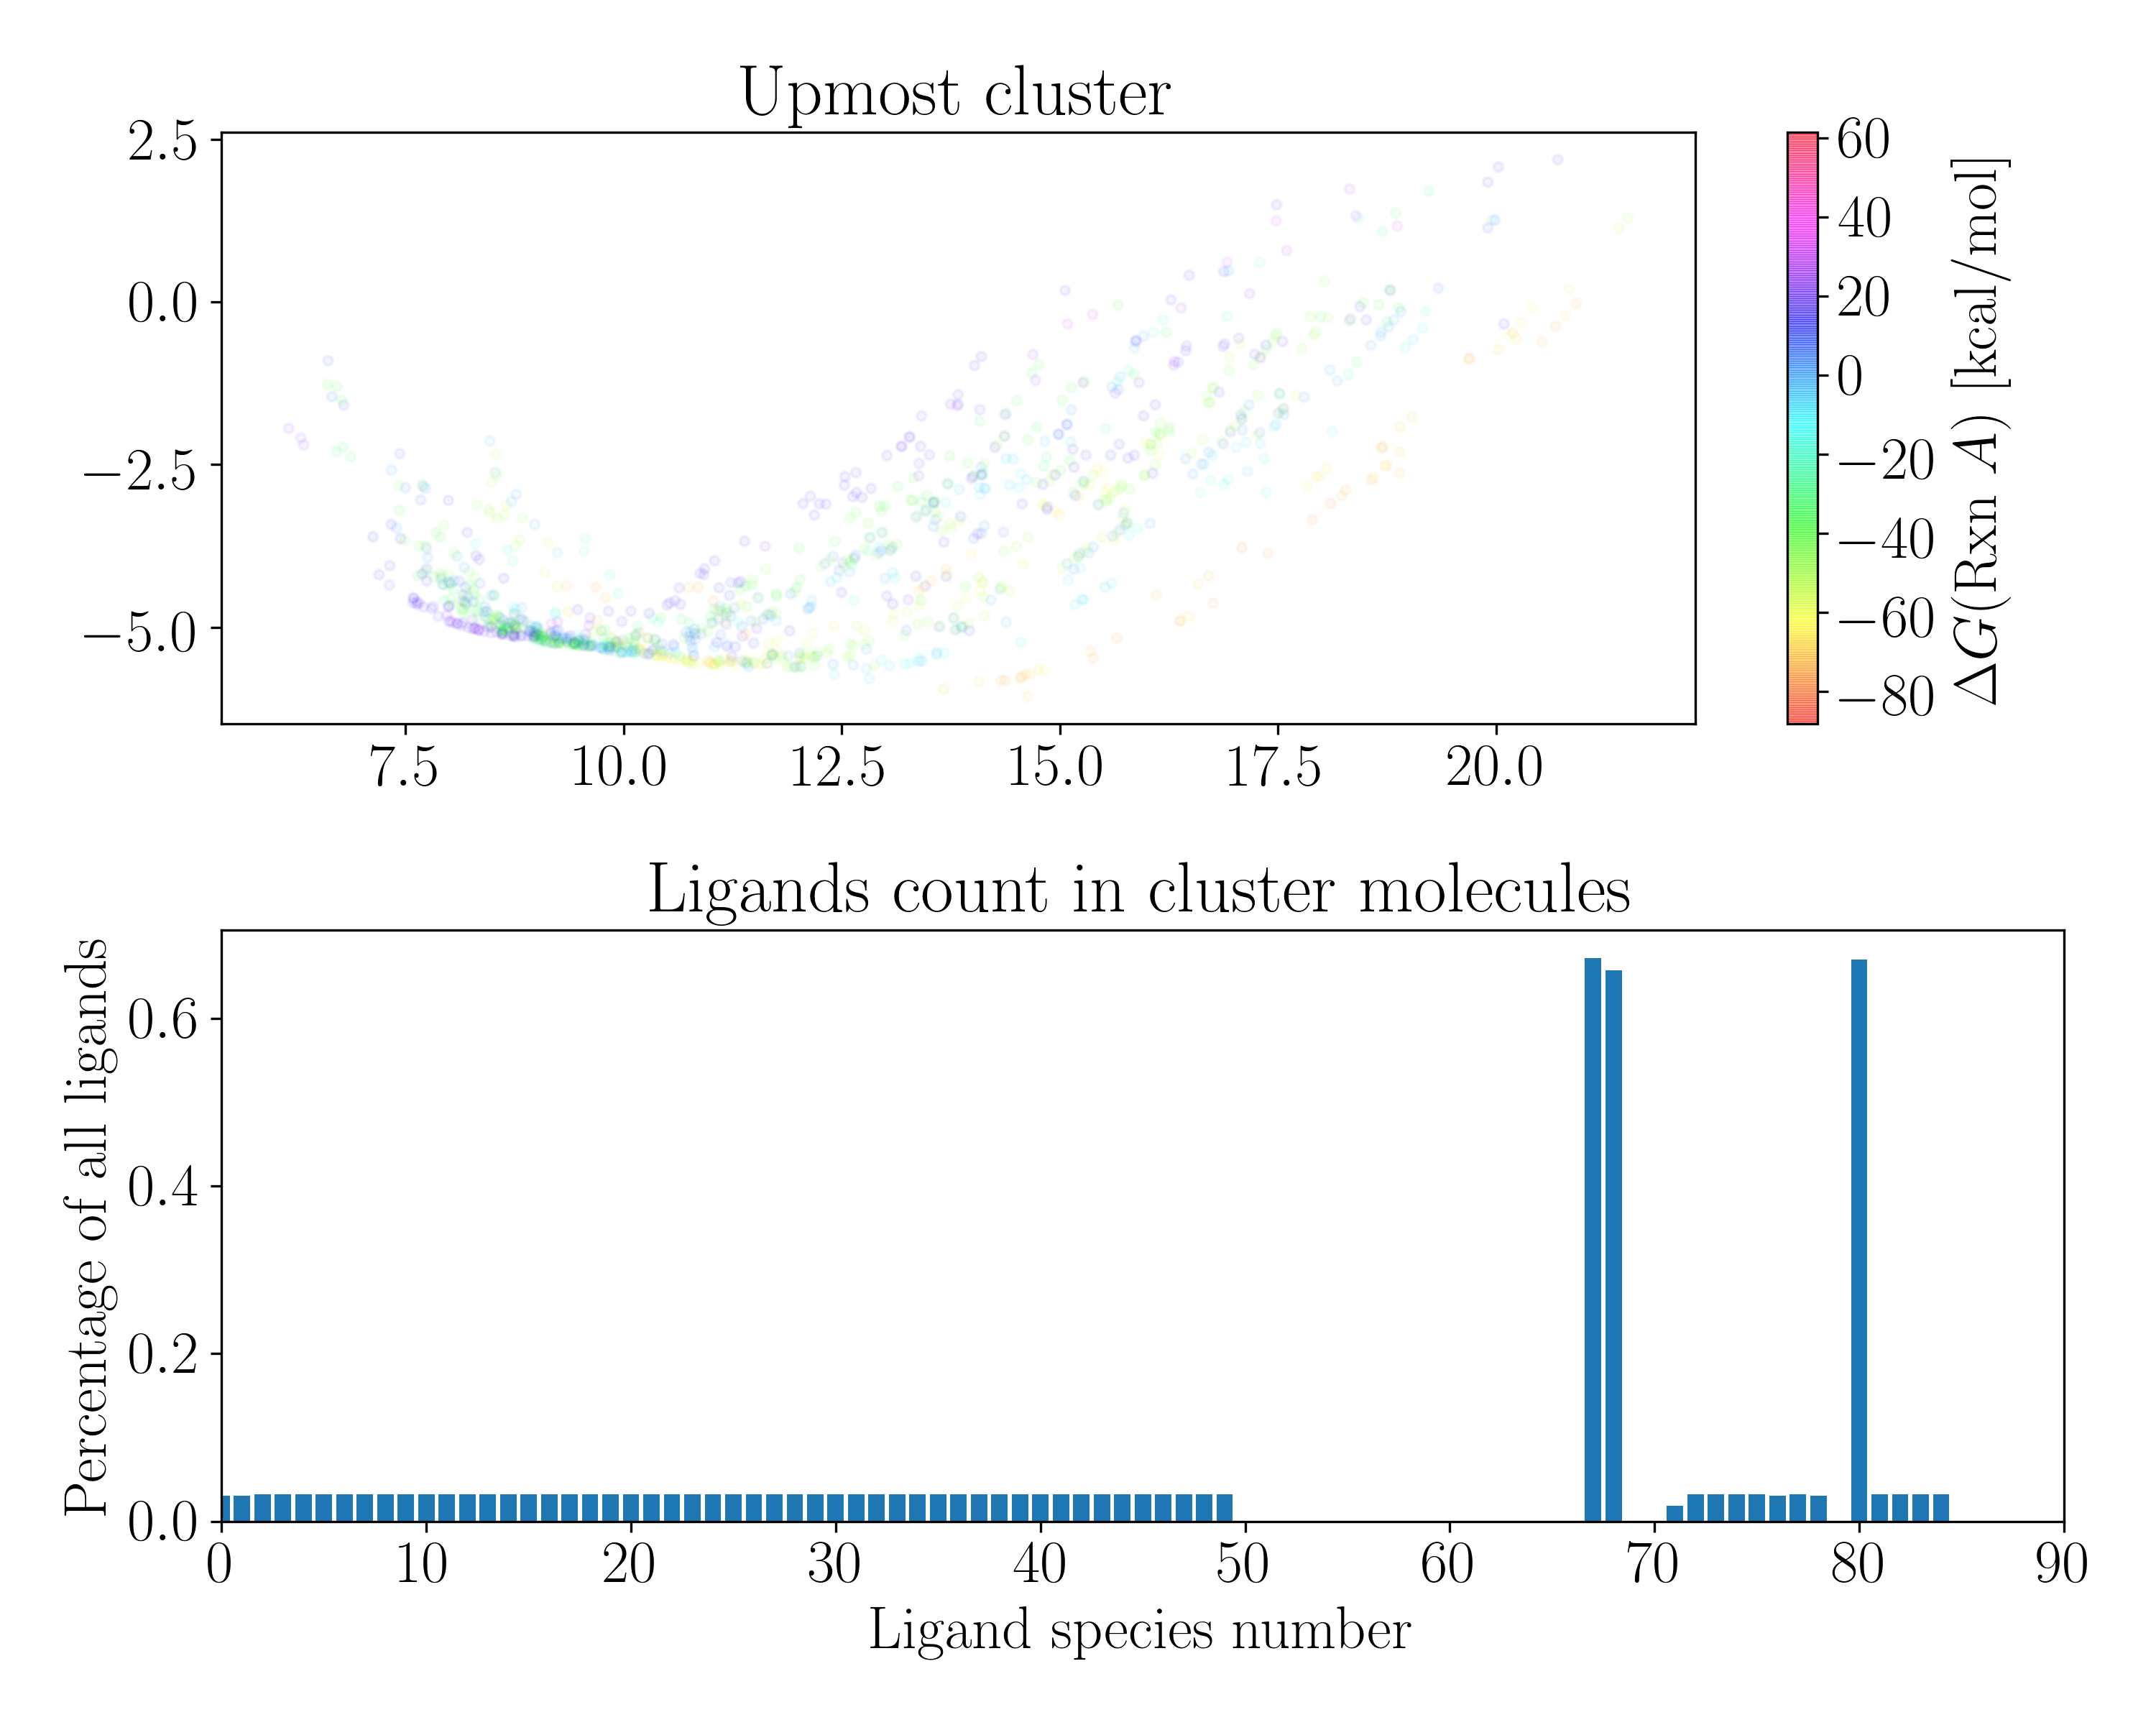 Upmost cluster
2.5
0.0
−2.5
−5.0
7.5 10.0 12.5 15.0 17.5 20.0
60
40
20
0
−20
−40
−60
−80
ΔG(Rxn A) [kcal/mol]
Ligands count in cluster molecules
Percentage of all ligands
0.6
0.4
0.2
0.0
0 10 20 30 40 50 60 70 80 90
Ligand species number